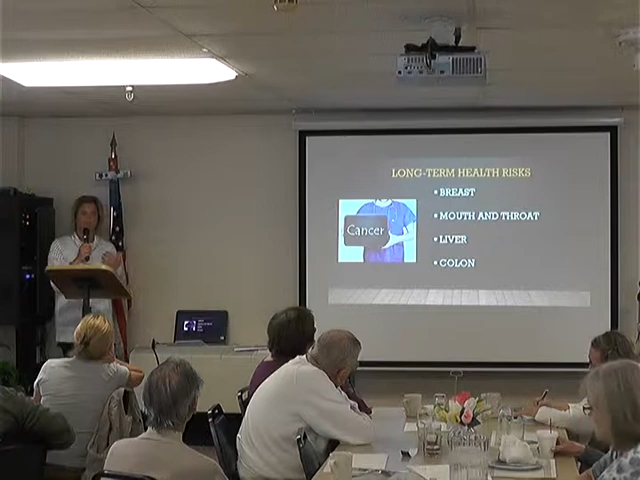 LONG-TERM HEALTH RISKS
▪ BREAST
▪ MOUTH AND THROAT
Cancer
▪ LIVER
▪ COLON